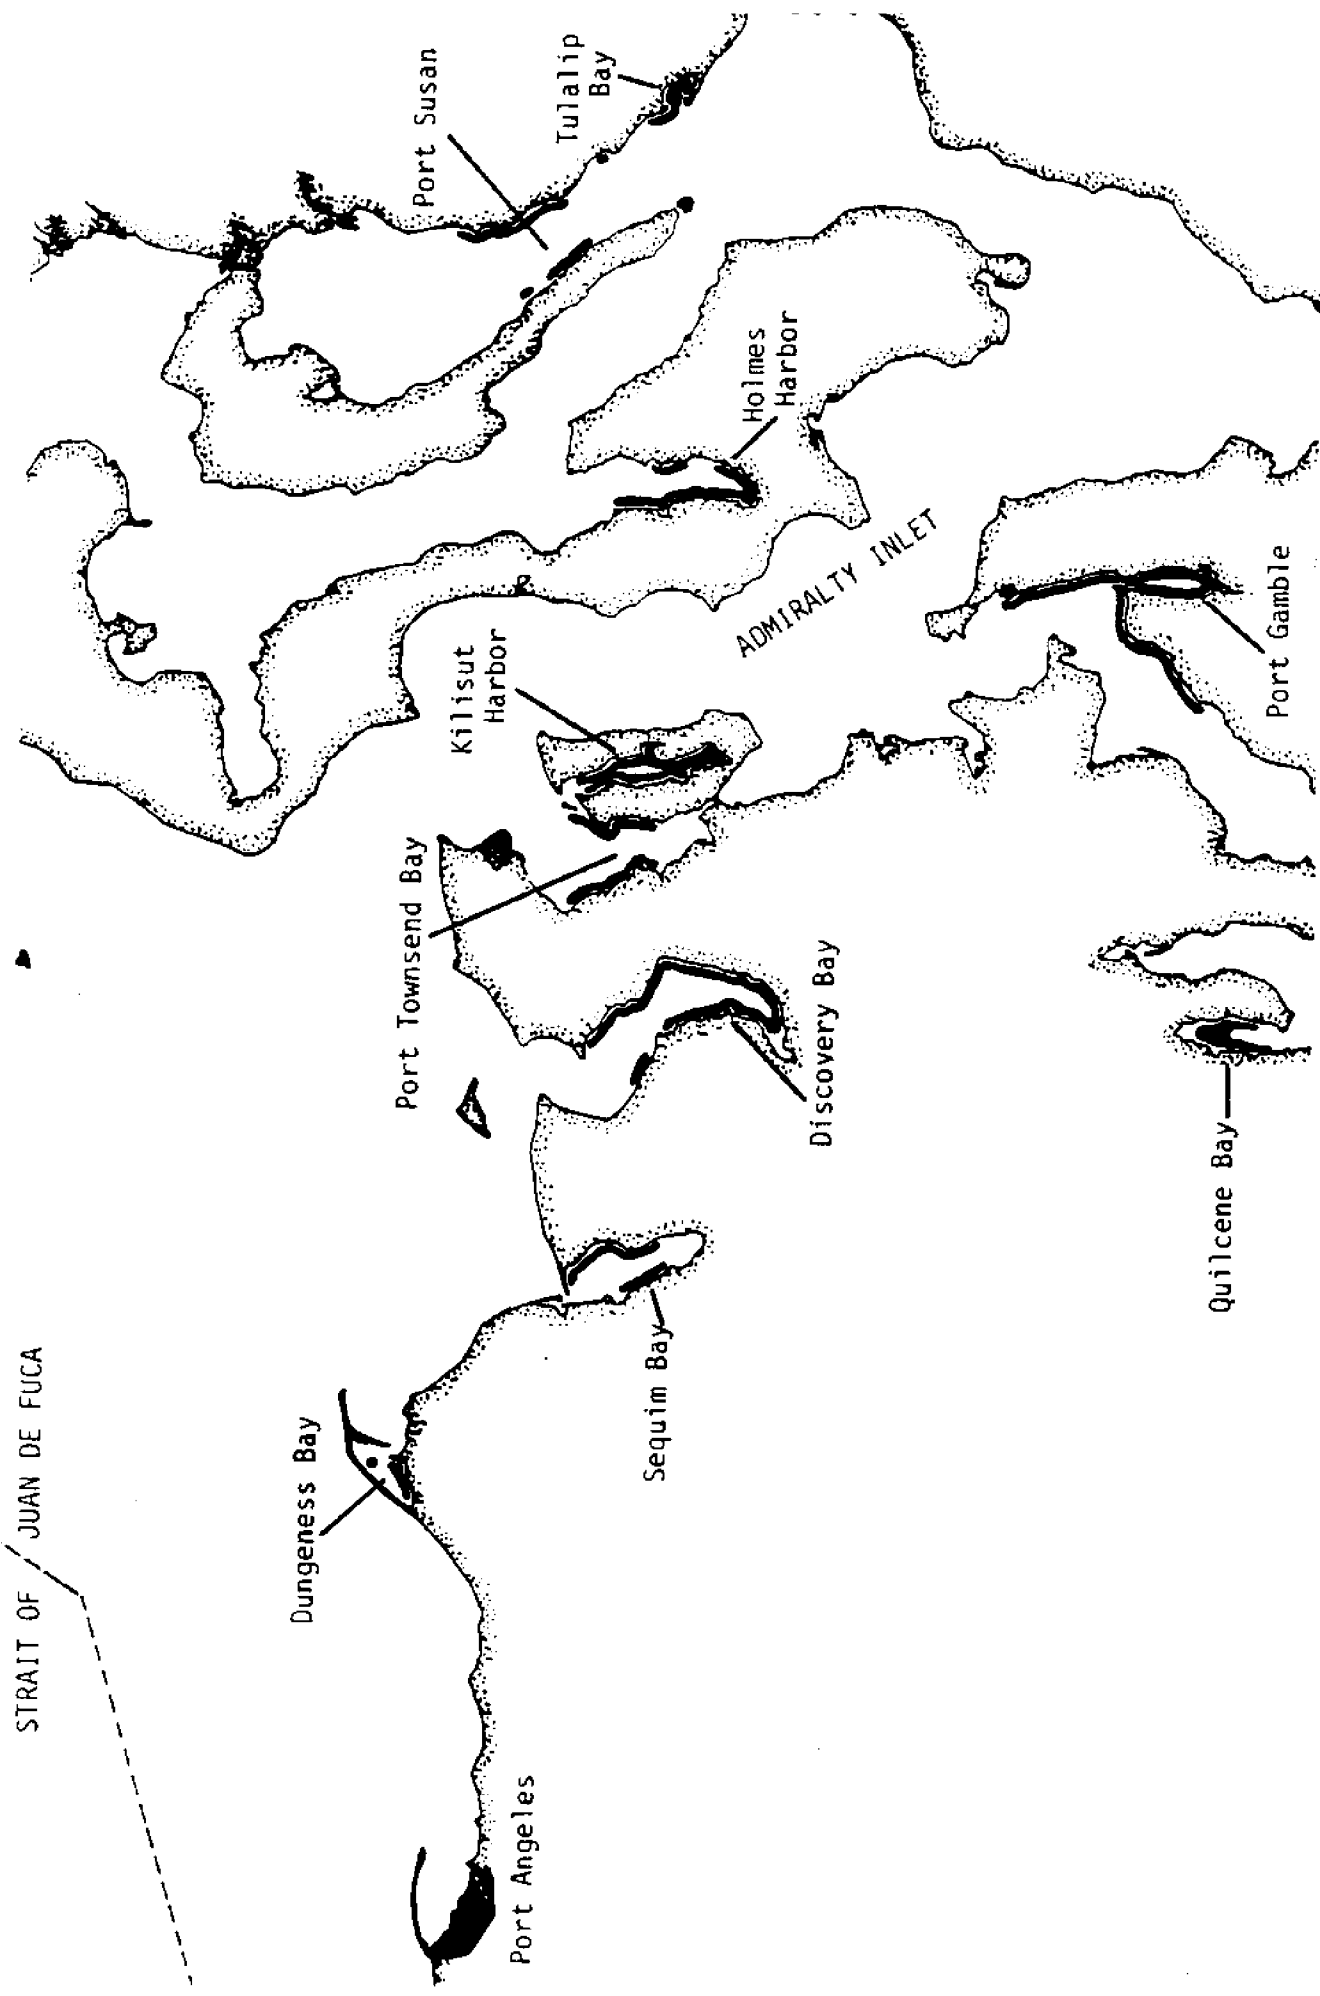 STRAIT OF JUAN DE FUCA
Dungeness Bay
Port Angeles
Sequim Bay
Port Townsend Bay
Discovery Bay
Kilisut
Harbor
Port Susan
Tulalip
Bay
Holmes
Harbor
ADMIRALTY INLET
Port Gamble
Quilcene Bay